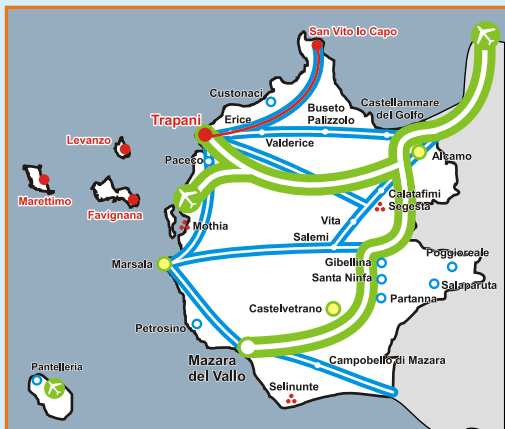 San Vito lo Capo
Custonaci
Buseto
Palizzolo
Castellammare
del Golfo
Trapani
Erice
Valderice
Levanzo
Paceco
Alcamo
Marettimo
Favignana
Calatafimi
Segesta
Mothia
Vita
Salemi
Marsala
Gibellina
Poggioreale
Santa Ninfa
Salaparuta
Partanna
Castelvetrano
Petrosino
Mazara
del Vallo
Campobello di Mazara
Pantelleria
Selinunte